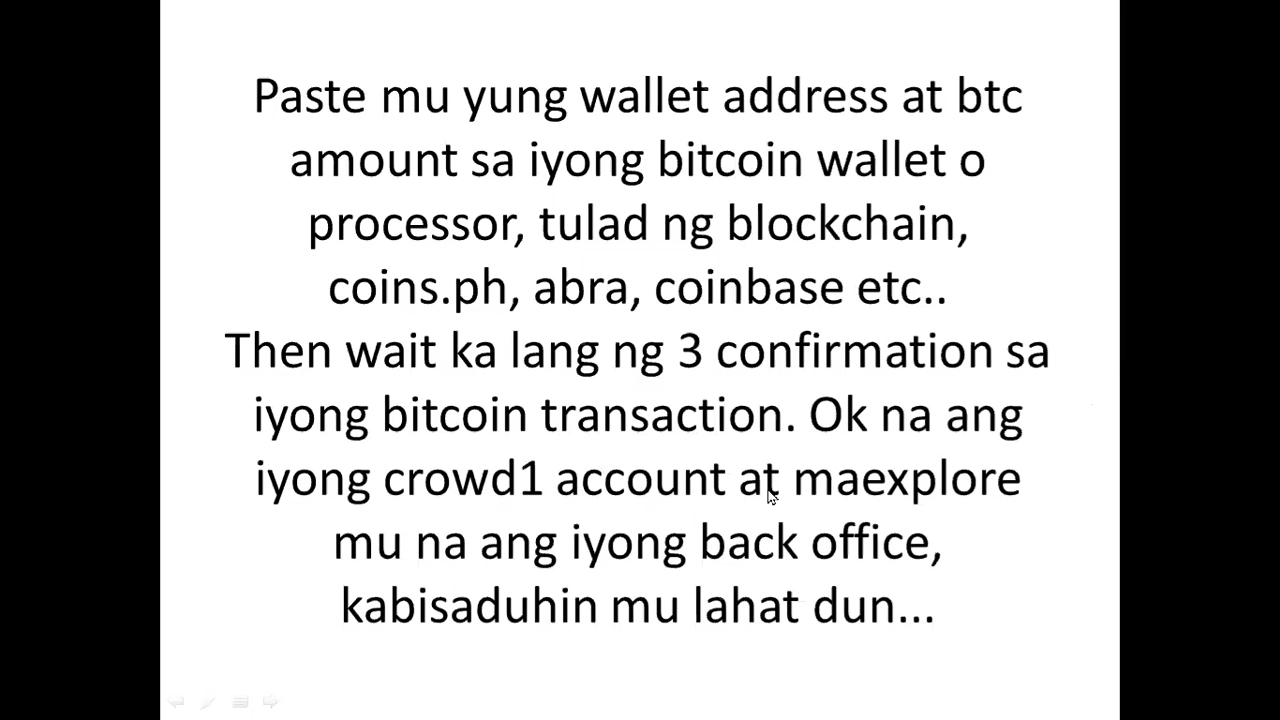 Paste mu yung wallet address at btc
amount sa iyong bitcoin wallet o
processor, tulad ng blockchain,
coins.ph, abra, coinbase etc..
Then wait ka lang ng 3 confirmation sa
iyong bitcoin transaction. Ok na ang
iyong crowd1 account at maexplore
mu na ang iyong back office,
kabisaduhin mu lahat dun...